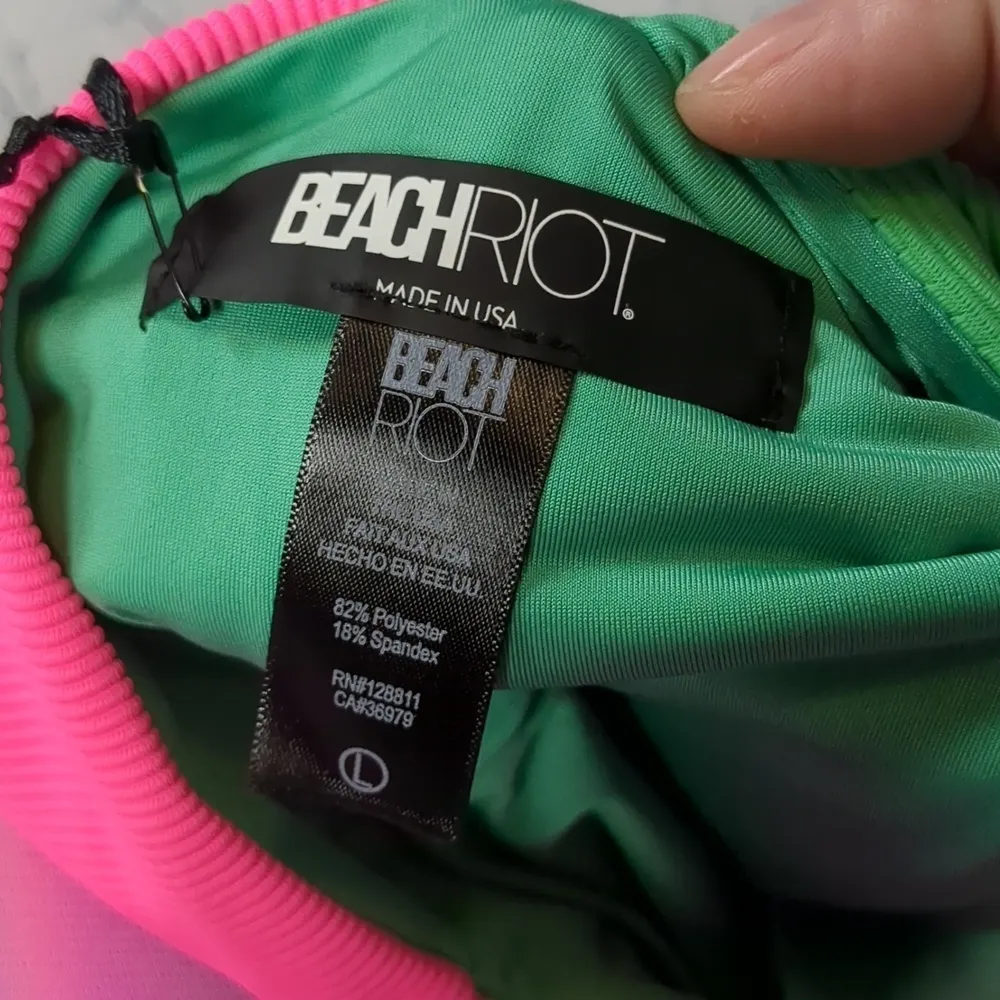 BEACHRIOT®
MADE IN USA
BEACH
RIOT
FAIT AUX USA
HECHO EN EE.UU.
82% Polyester
18% Spandex
RN#128811
CA#36979
L